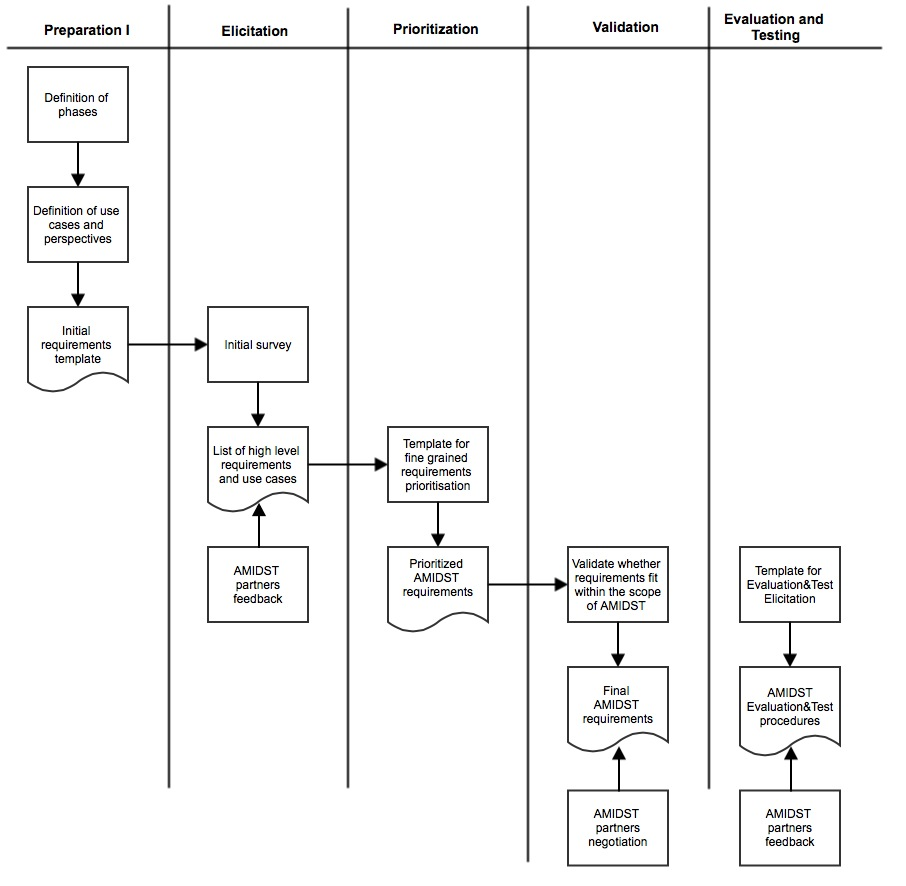 Preparation I
Elicitation
Prioritization
Validation
Evaluation and
Testing
Definition of
phases
Definition of use
cases and
perspectives
Initial
requirements
template
Initial survey
List of high level
requirements
and use cases
AMIDST
partners
feedback
Template for
fine grained
requirements
prioritisation
Prioritized
AMIDST
requirements
Validate whether
requirements fit
within the scope
of AMIDST
Final
AMIDST
requirements
AMIDST
partners
negotiation
Template for
Evaluation&Test
Elicitation
AMIDST
Evaluation&Test
procedures
AMIDST
partners
feedback